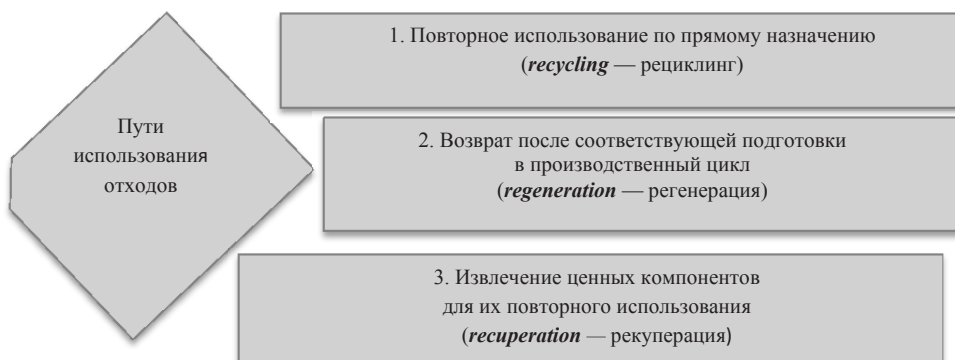 Пути
использования
отходов
1. Повторное использование по прямому назначению
(recycling — рециклинг)
2. Возврат после соответствующей подготовки
в производственный цикл
(regeneration — регенерация)
3. Извлечение ценных компонентов
для их повторного использования
(recuperation — рекуперация)